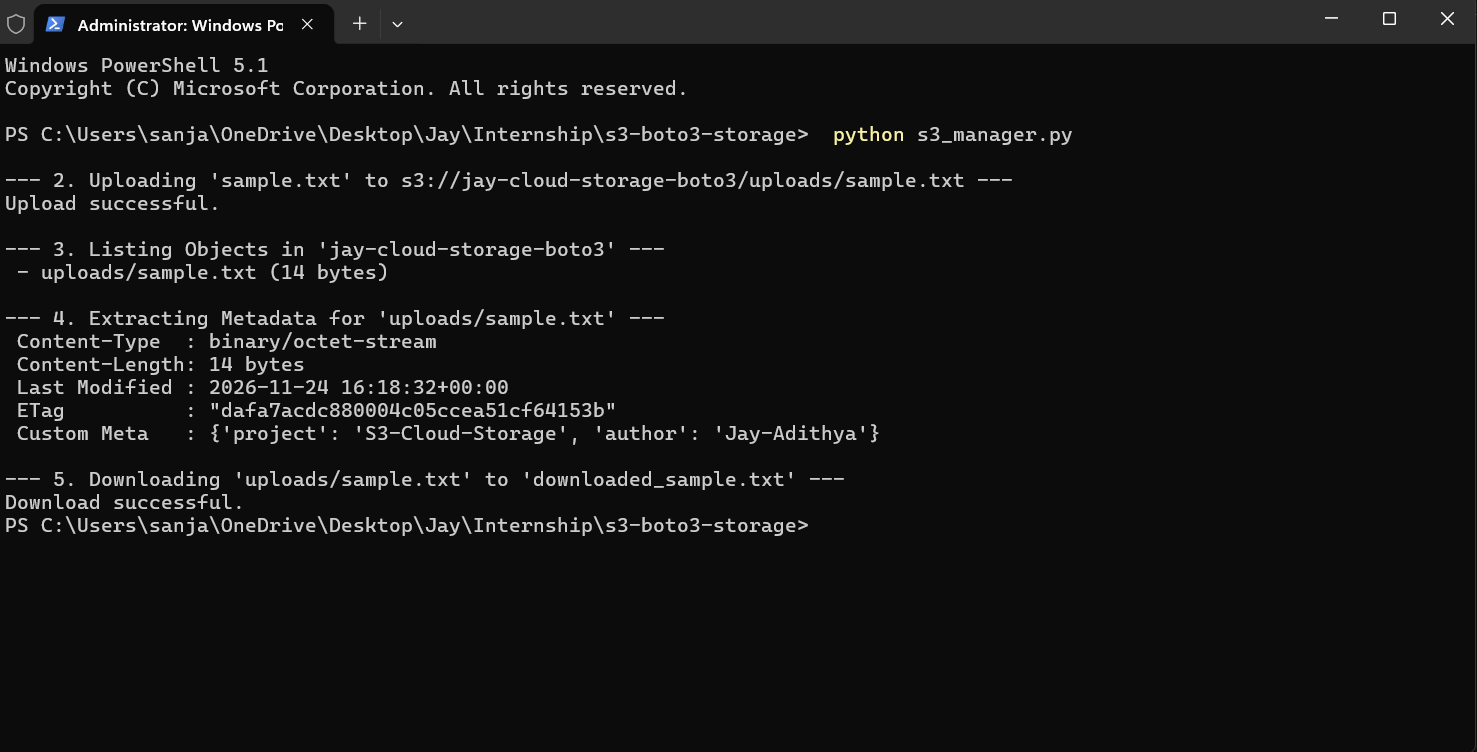 Administrator: Windows Po
Windows PowerShell 5.1
Copyright (C) Microsoft Corporation. All rights reserved.
PS C:\Users\sanja\OneDrive\Desktop\Jay\Internship\s3-boto3-storage>  python s3_manager.py
--- 2. Uploading 'sample.txt' to s3://jay-cloud-storage-boto3/uploads/sample.txt ---
Upload successful.
--- 3. Listing Objects in 'jay-cloud-storage-boto3' ---
 - uploads/sample.txt (14 bytes)
--- 4. Extracting Metadata for 'uploads/sample.txt' ---
 Content-Type  : binary/octet-stream
 Content-Length: 14 bytes
 Last Modified : 2026-11-24 16:18:32+00:00
 ETag          : "dafa7acdc880004c05ccea51cf64153b"
 Custom Meta   : {'project': 'S3-Cloud-Storage', 'author': 'Jay-Adithya'}
--- 5. Downloading 'uploads/sample.txt' to 'downloaded_sample.txt' ---
Download successful.
PS C:\Users\sanja\OneDrive\Desktop\Jay\Internship\s3-boto3-storage>